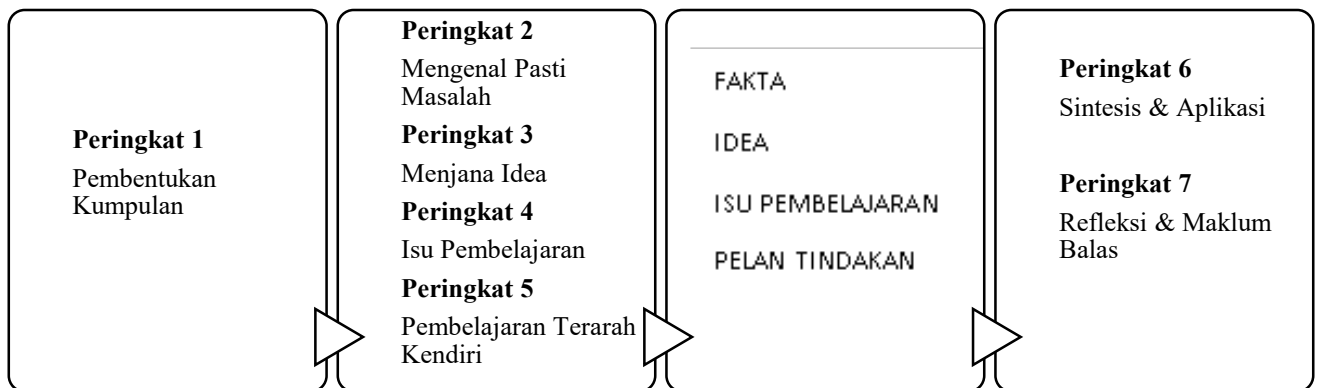 Peringkat 1
Pembentukan
Kumpulan
Peringkat 2
Mengenal Pasti
Masalah
Peringkat 3
Menjana Idea
Peringkat 4
Isu Pembelajaran
Peringkat 5
Pembelajaran Terarah
Kendiri
FAKTA
IDEA
ISU PEMBELAJARAN
PELAN TINDAKAN
Peringkat 6
Sintesis & Aplikasi
Peringkat 7
Refleksi & Maklum
Balas